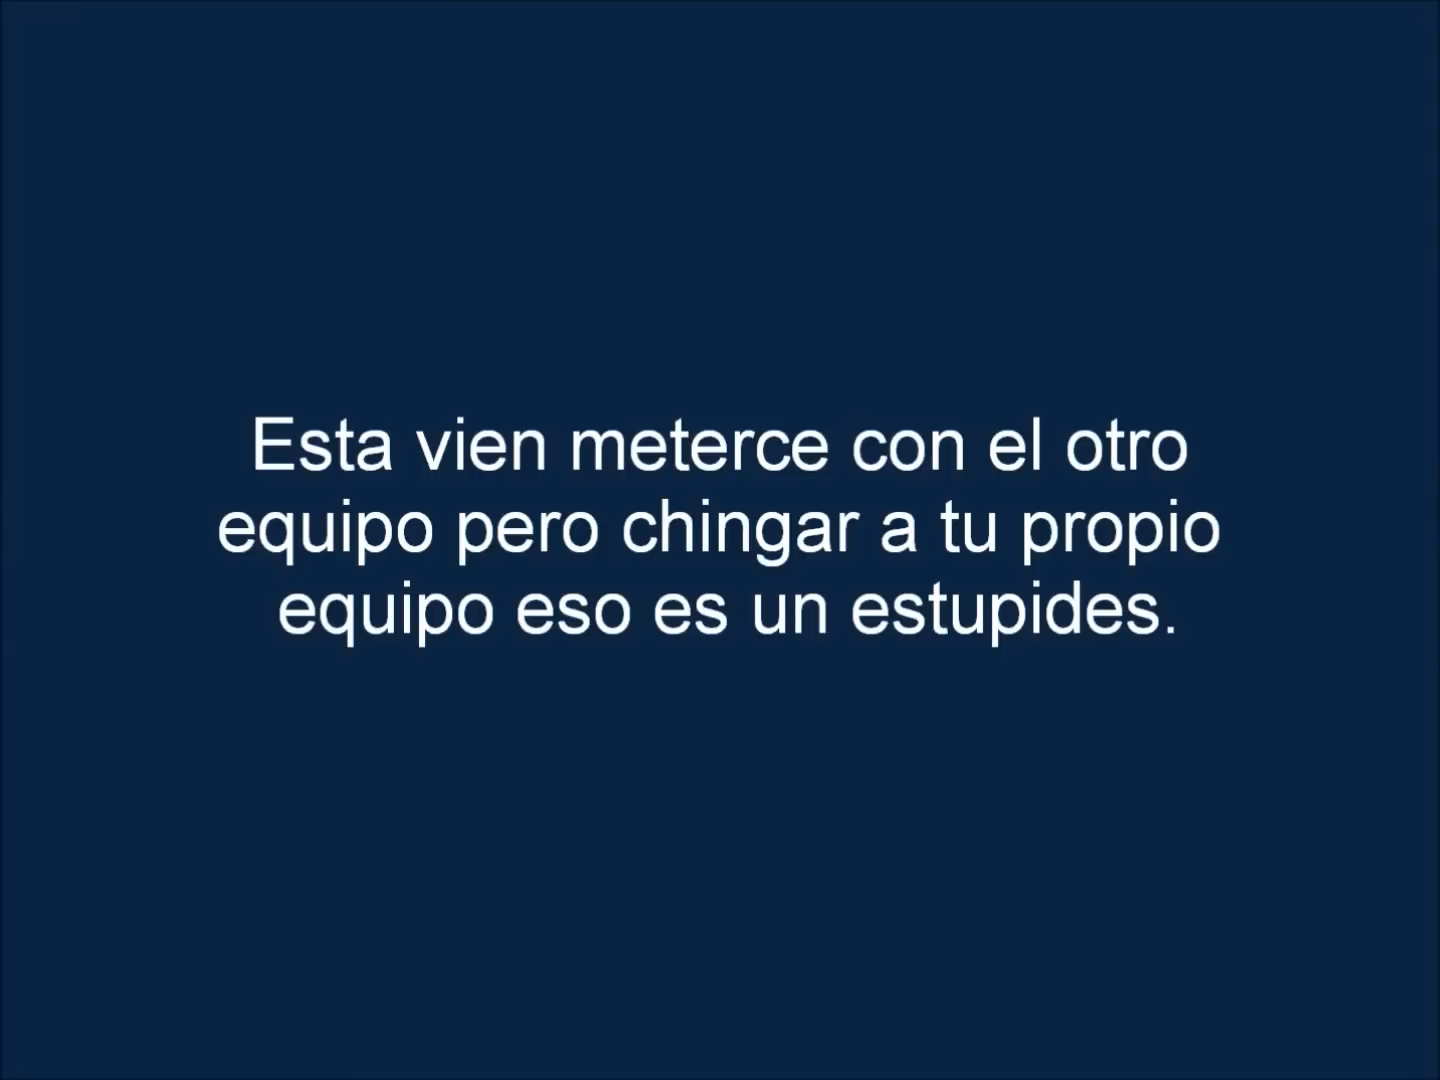 Esta vien meterce con el otro
equipo pero chingar a tu propio
equipo eso es un estupides.